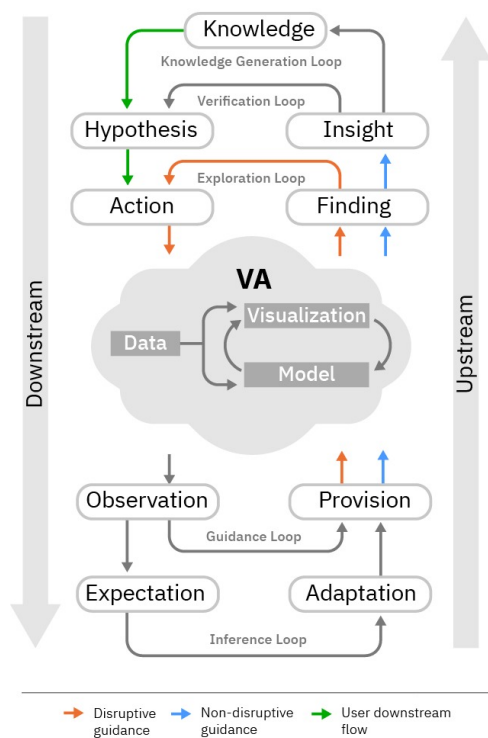 Knowledge
Knowledge Generation Loop
Verification Loop
Hypothesis
Insight
Exploration Loop
Action
Finding
VA
Visualization
Data
Model
Downstream
Upstream
Observation
Provision
Guidance Loop
Expectation
Adaptation
Inference Loop
Disruptive
guidance
Non-disruptive
guidance
User downstream
flow